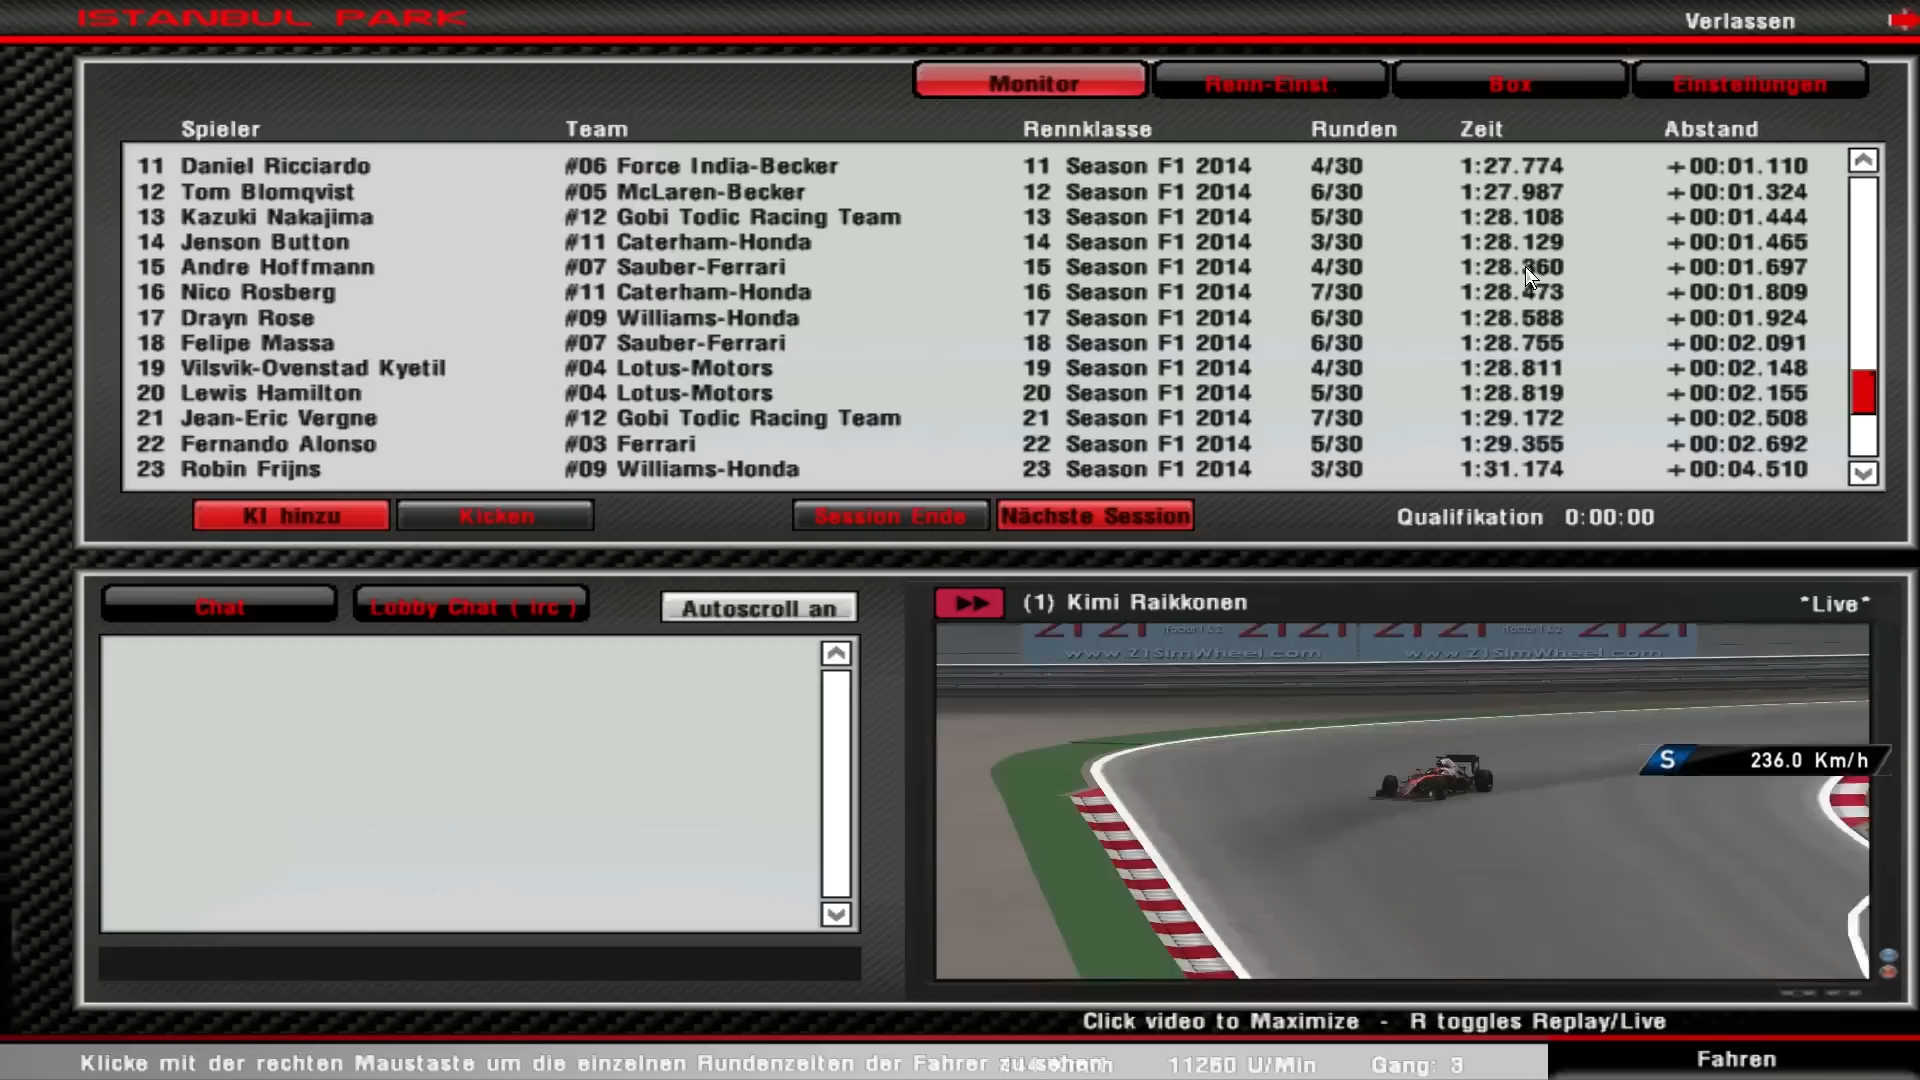 ISTANBUL PARK
Verlassen
Monitor Renn-Einst. Box Einstellungen
Spieler Team Rennklasse Runden Zeit Abstand
11 Daniel Ricciardo #06 Force India-Becker 11 Season F1 2014 4/30 1:27.774 +00:01.110
12 Tom Blomqvist #05 McLaren-Becker 12 Season F1 2014 6/30 1:27.987 +00:01.324
13 Kazuki Nakajima #12 Gobi Todic Racing Team 13 Season F1 2014 5/30 1:28.108 +00:01.444
14 Jenson Button #11 Caterham-Honda 14 Season F1 2014 3/30 1:28.129 +00:01.465
15 Andre Hoffmann #07 Sauber-Ferrari 15 Season F1 2014 4/30 1:28.360 +00:01.697
16 Nico Rosberg #11 Caterham-Honda 16 Season F1 2014 7/30 1:28.473 +00:01.809
17 Drayn Rose #09 Williams-Honda 17 Season F1 2014 6/30 1:28.588 +00:01.924
18 Felipe Massa #07 Sauber-Ferrari 18 Season F1 2014 6/30 1:28.755 +00:02.091
19 Vilsvik-Ovenstad Kyetil #04 Lotus-Motors 19 Season F1 2014 4/30 1:28.811 +00:02.148
20 Lewis Hamilton #04 Lotus-Motors 20 Season F1 2014 5/30 1:28.819 +00:02.155
21 Jean-Eric Vergne #12 Gobi Todic Racing Team 21 Season F1 2014 7/30 1:29.172 +00:02.508
22 Fernando Alonso #03 Ferrari 22 Season F1 2014 5/30 1:29.355 +00:02.692
23 Robin Frijns #09 Williams-Honda 23 Season F1 2014 3/30 1:31.174 +00:04.510
KI hinzu Kicken Session Ende Nächste Session Qualifikation 0:00:00
Chat Lobby Chat ( irc ) Autoscroll an
(1) Kimi Raikkonen *Live*
www.Z1SimWheel.com www.Z1SimWheel.com
S 236.0 Km/h
Click video to Maximize - R toggles Replay/Live
Klicke mit der rechten Maustaste um die einzelnen Rundenzeiten der Fahrer zu sehen 11260 U/Min Gang: 3
Fahren